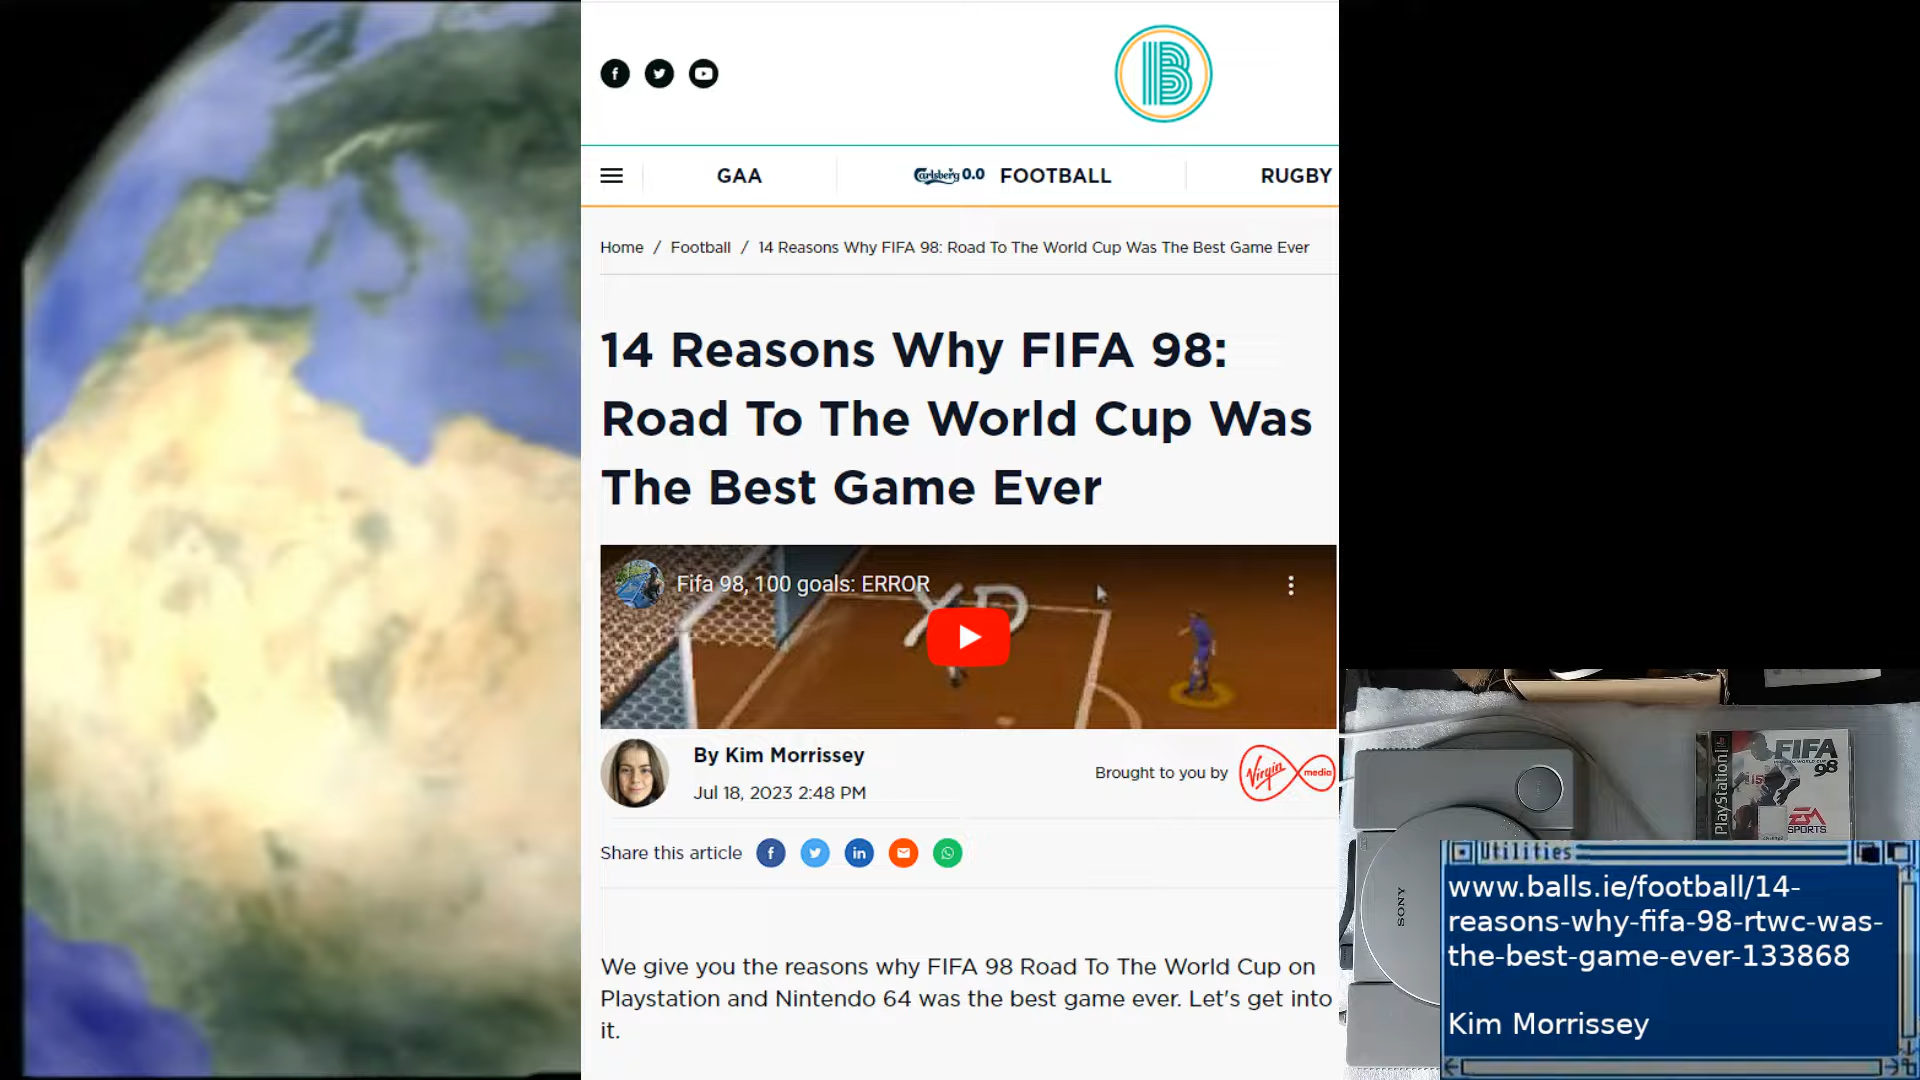 GAA
Carlsberg 0.0 FOOTBALL
RUGBY
Home / Football / 14 Reasons Why FIFA 98: Road To The World Cup Was The Best Game Ever
14 Reasons Why FIFA 98:
Road To The World Cup Was
The Best Game Ever
Fifa 98, 100 goals: ERROR
XD
By Kim Morrissey
Jul 18, 2023 2:48 PM
Brought to you by
Virgin media
Share this article
We give you the reasons why FIFA 98 Road To The World Cup on
Playstation and Nintendo 64 was the best game ever. Let's get into
it.
PlayStation
FIFA
98
EA
SPORTS
SONY
Utilities
www.balls.ie/football/14-
reasons-why-fifa-98-rtwc-was-
the-best-game-ever-133868
Kim Morrissey